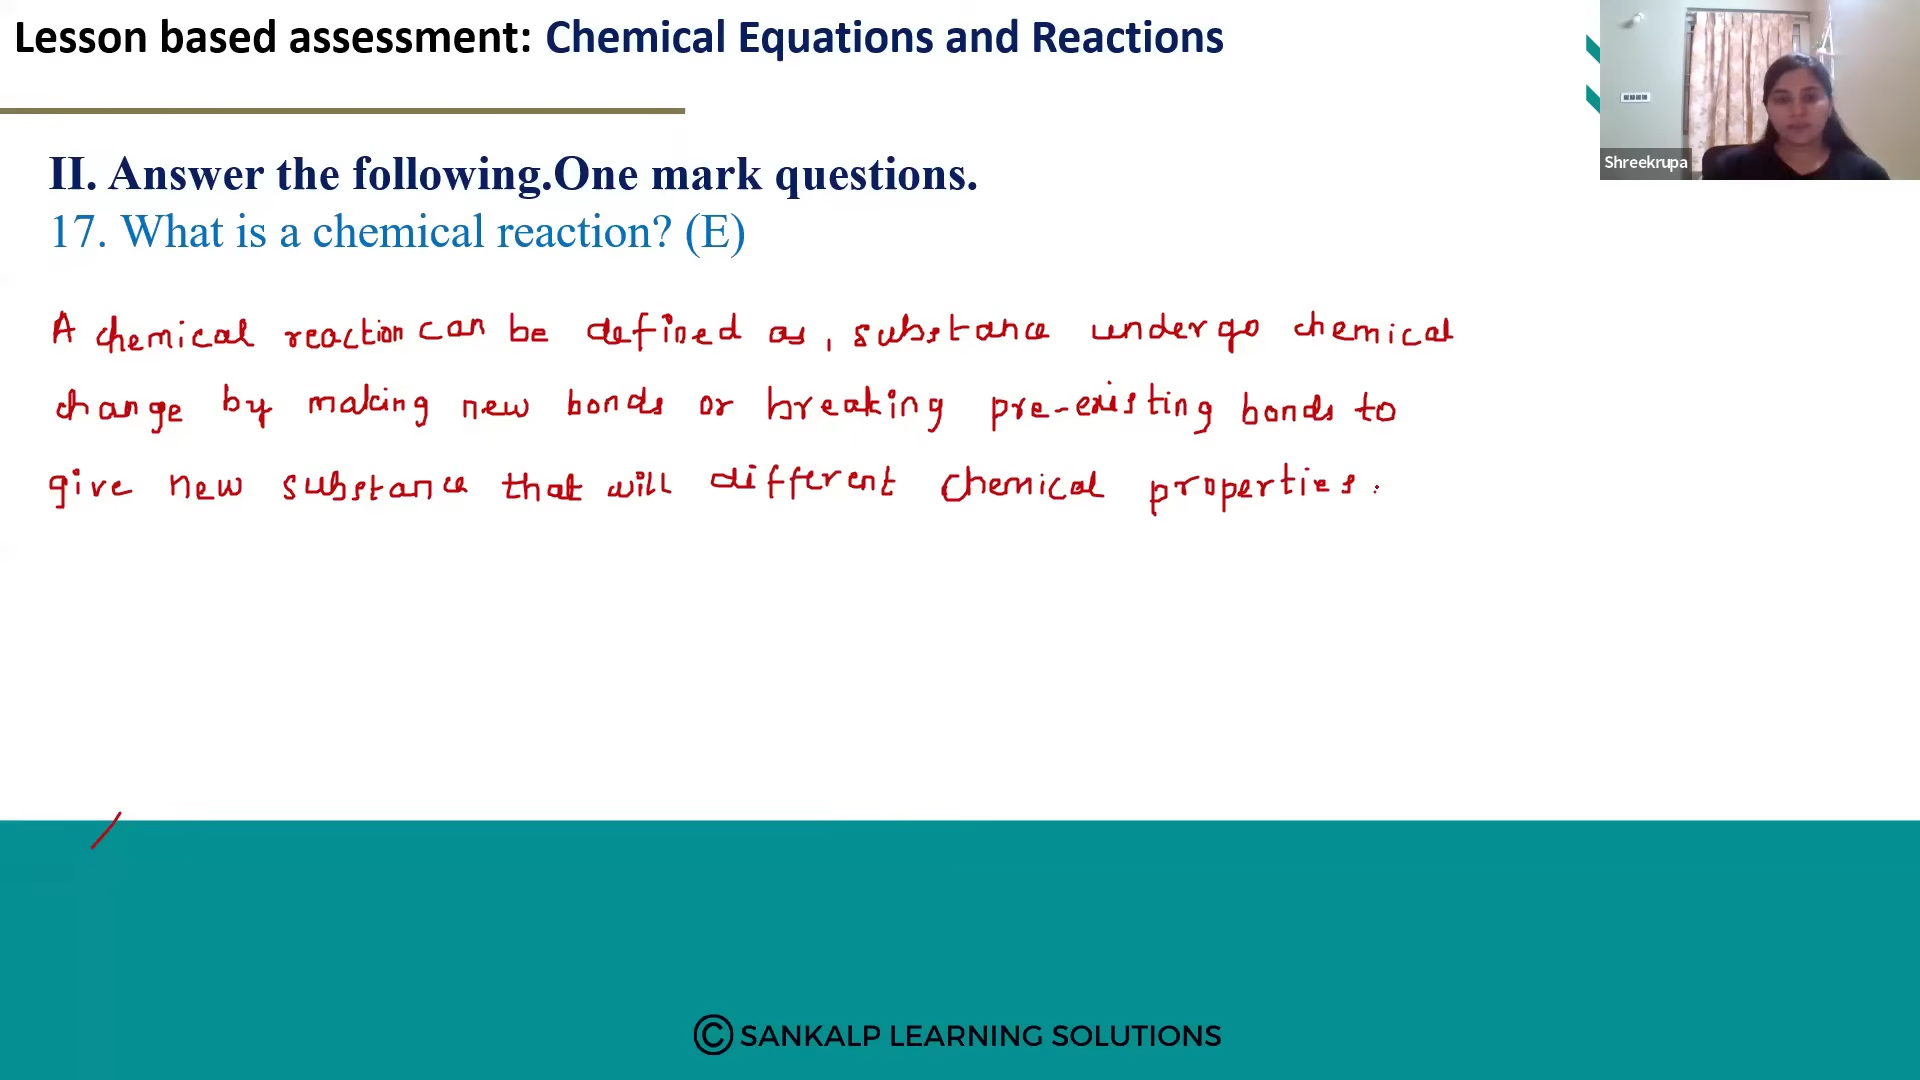 Lesson based assessment: Chemical Equations and Reactions
Shreekrupa
II. Answer the following.One mark questions.
17. What is a chemical reaction? (E)
A chemical reaction can be defined as, substance undergo chemical
change by making new bonds or breaking pre-existing bonds to
give new substance that will different chemical properties.
© SANKALP LEARNING SOLUTIONS